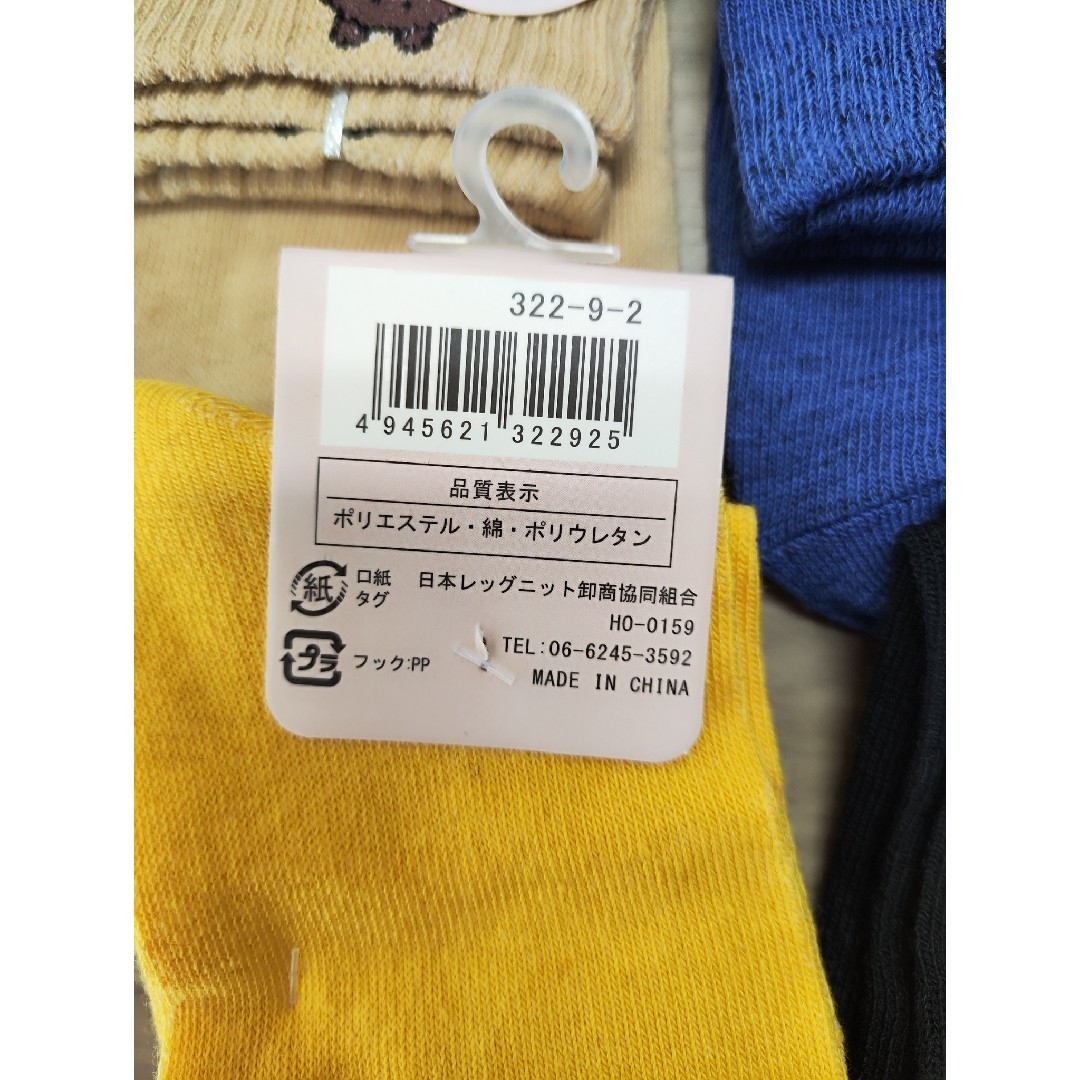 322-9-2
4 945621 322925
品質表示
ポリエステル・綿・ポリウレタン
紙 口紙 タグ
日本レッグニット卸商協同組合
HO-0159
プラ フック:PP
TEL:06-6245-3592
MADE IN CHINA